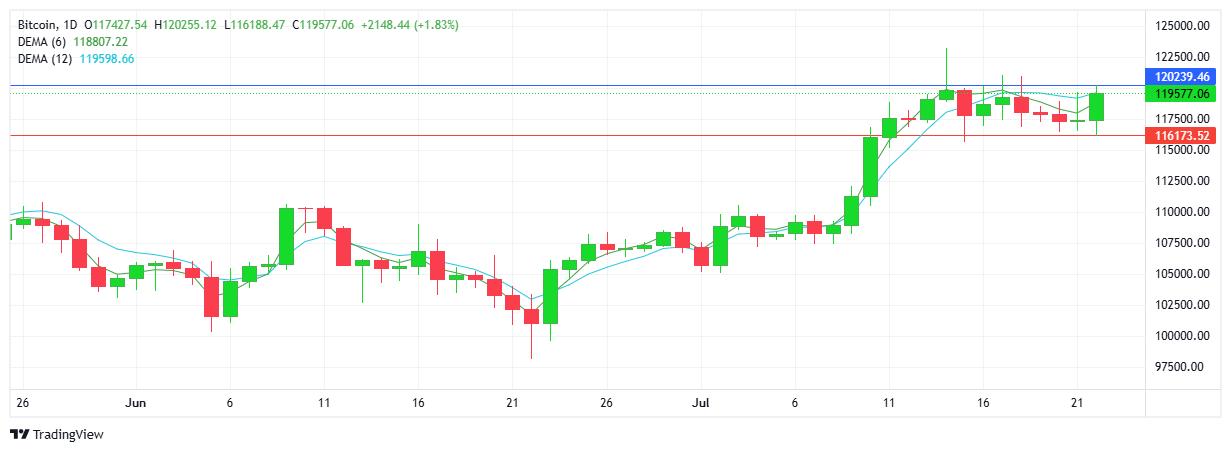 Bitcoin, 1D O117427.54 H120255.12 L116188.47 C119577.06 +2148.44 (+1.83%)
DEMA (6) 118807.22
DEMA (12) 119598.66
125000.00
122500.00
120239.46
119577.06
117500.00
116173.52
115000.00
112500.00
110000.00
107500.00
105000.00
102500.00
100000.00
97500.00
26 Jun 6 11 16 21 26 Jul 6 11 16 21
TradingView